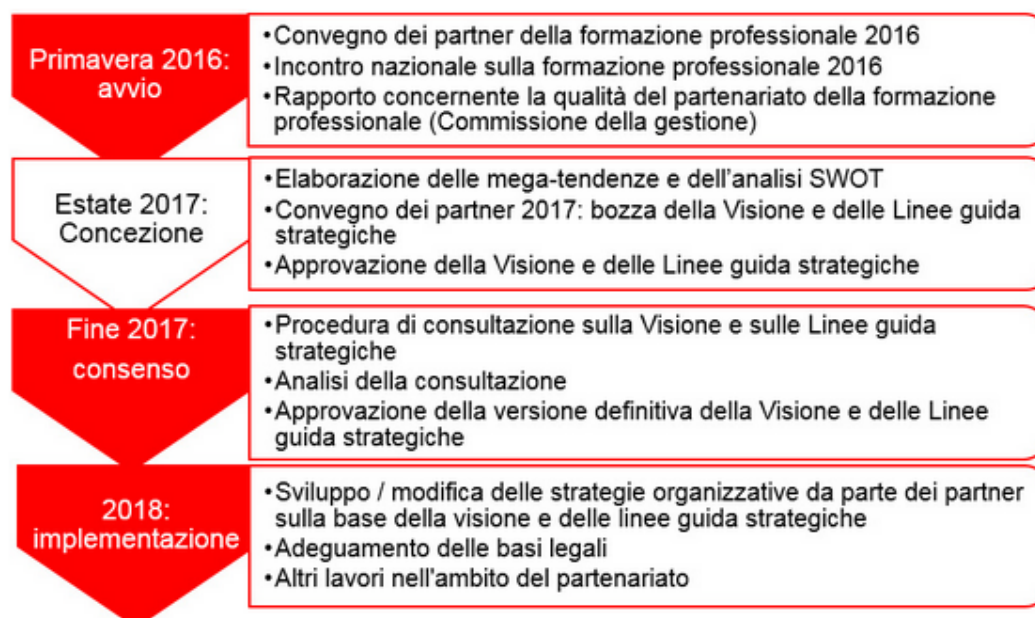 Primavera 2016:
avvio
•Convegno dei partner della formazione professionale 2016
•Incontro nazionale sulla formazione professionale 2016
•Rapporto concernente la qualità del partenariato della formazione
professionale (Commissione della gestione)
Estate 2017:
Concezione
•Elaborazione delle mega-tendenze e dell'analisi SWOT
•Convegno dei partner 2017: bozza della Visione e delle Linee guida
strategiche
•Approvazione della Visione e delle Linee guida strategiche
Fine 2017:
consenso
•Procedura di consultazione sulla Visione e sulle Linee guida
strategiche
•Analisi della consultazione
•Approvazione della versione definitiva della Visione e delle Linee
guida strategiche
2018:
implementazione
•Sviluppo / modifica delle strategie organizzative da parte dei partner
sulla base della visione e delle linee guida strategiche
•Adeguamento delle basi legali
•Altri lavori nell'ambito del partenariato